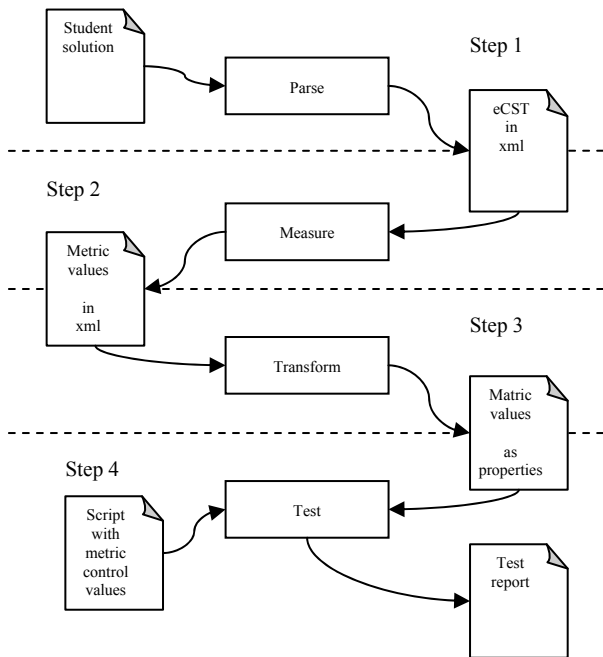 Student
solution
Step 1
Parse
eCST
in
xml
Step 2
Measure
Metric
values
in
xml
Step 3
Transform
Matric
values
as
properties
Step 4
Script
with
metric
control
values
Test
Test
report